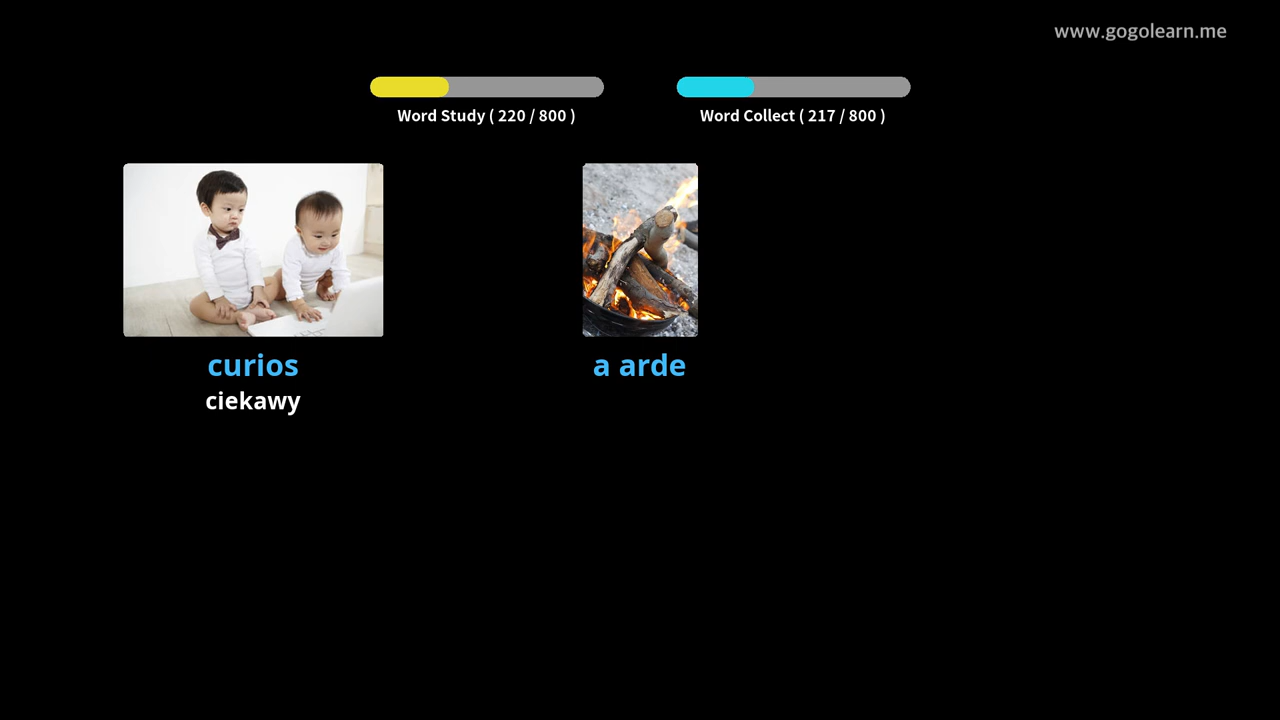 www.gogolearn.me
Word Study ( 220 / 800 )
Word Collect ( 217 / 800 )
curios
ciekawy
a arde